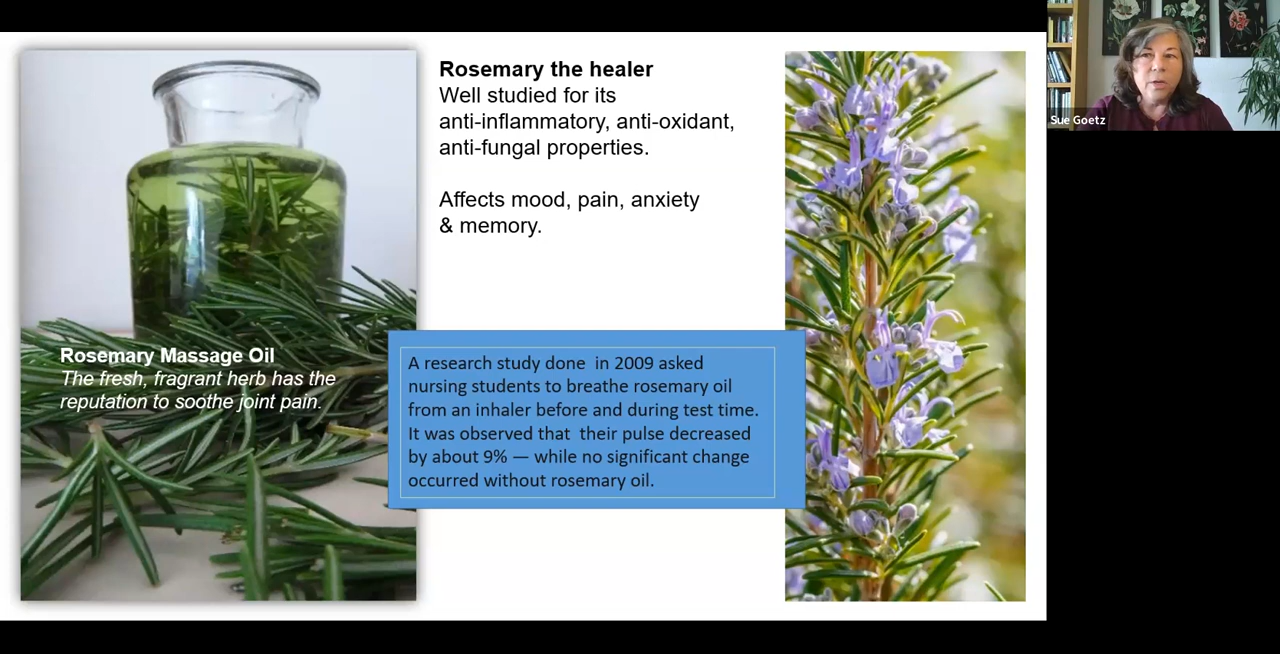 Rosemary the healer
Well studied for its
anti-inflammatory, anti-oxidant,
anti-fungal properties.
Affects mood, pain, anxiety
& memory.
Rosemary Massage Oil
The fresh, fragrant herb has the
reputation to soothe joint pain.
A research study done  in 2009 asked
nursing students to breathe rosemary oil
from an inhaler before and during test time.
It was observed that  their pulse decreased
by about 9% — while no significant change
occurred without rosemary oil.
Sue Goetz